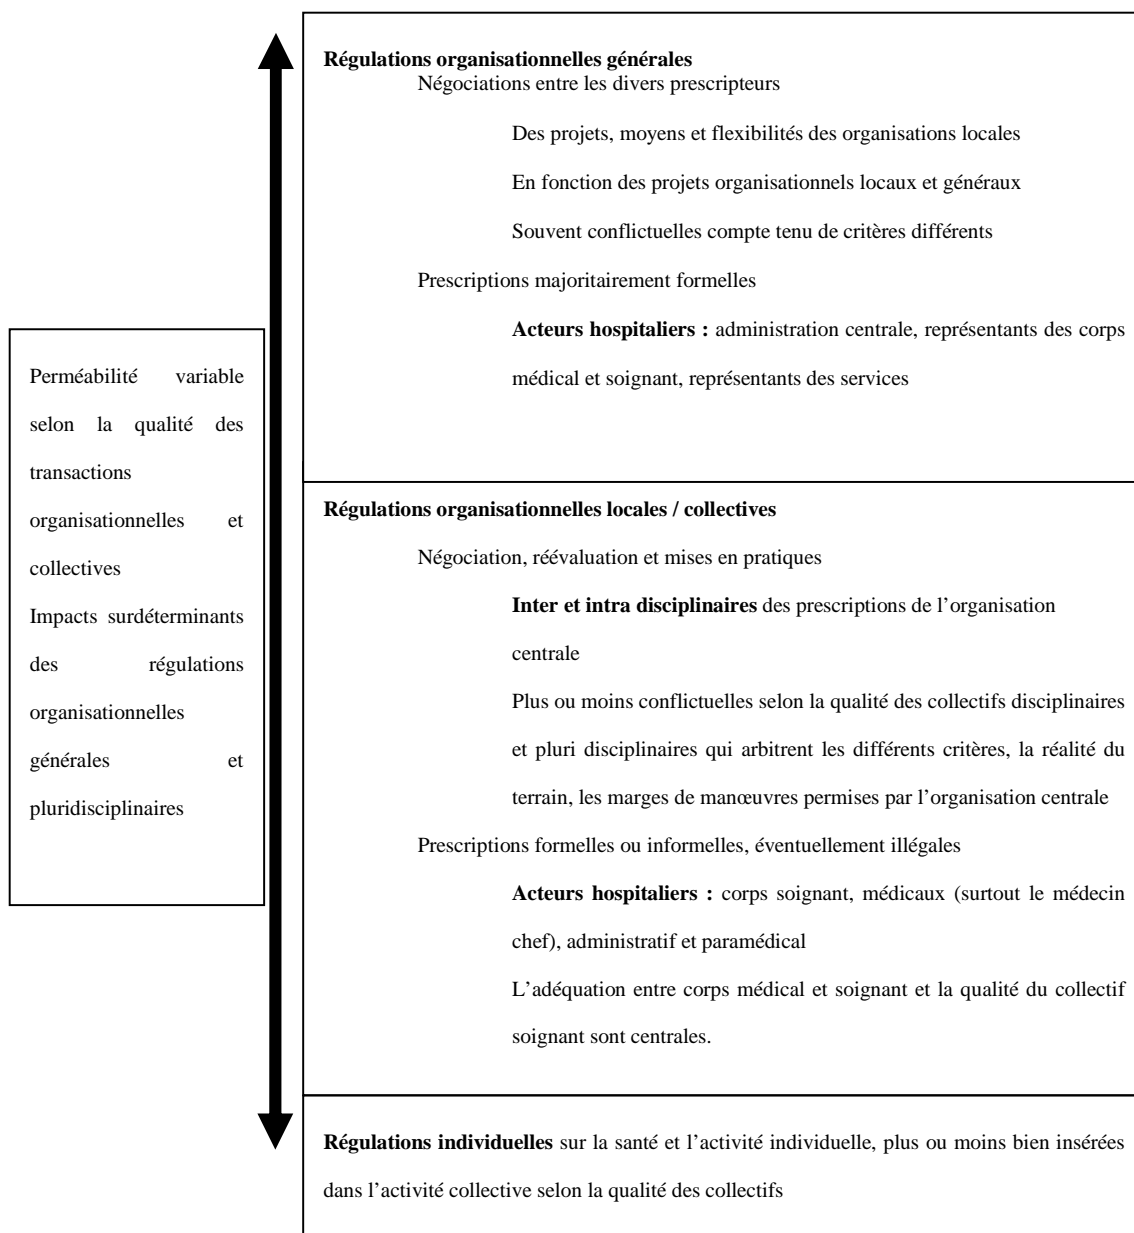 Régulations organisationnelles générales
Négociations entre les divers prescripteurs
Des projets, moyens et flexibilités des organisations locales
En fonction des projets organisationnels locaux et généraux
Souvent conflictuelles compte tenu de critères différents
Prescriptions majoritairement formelles
Acteurs hospitaliers : administration centrale, représentants des corps
médical et soignant, représentants des services
Perméabilité variable
selon la qualité des
transactions
organisationnelles et
collectives
Impacts surdéterminants
des régulations
organisationnelles
générales et
pluridisciplinaires
Régulations organisationnelles locales / collectives
Négociation, réévaluation et mises en pratiques
Inter et intra disciplinaires des prescriptions de l’organisation
centrale
Plus ou moins conflictuelles selon la qualité des collectifs disciplinaires
et pluri disciplinaires qui arbitrent les différents critères, la réalité du
terrain, les marges de manœuvres permises par l’organisation centrale
Prescriptions formelles ou informelles, éventuellement illégales
Acteurs hospitaliers : corps soignant, médicaux (surtout le médecin
chef), administratif et paramédical
L’adéquation entre corps médical et soignant et la qualité du collectif
soignant sont centrales.
Régulations individuelles sur la santé et l’activité individuelle, plus ou moins bien insérées
dans l’activité collective selon la qualité des collectifs